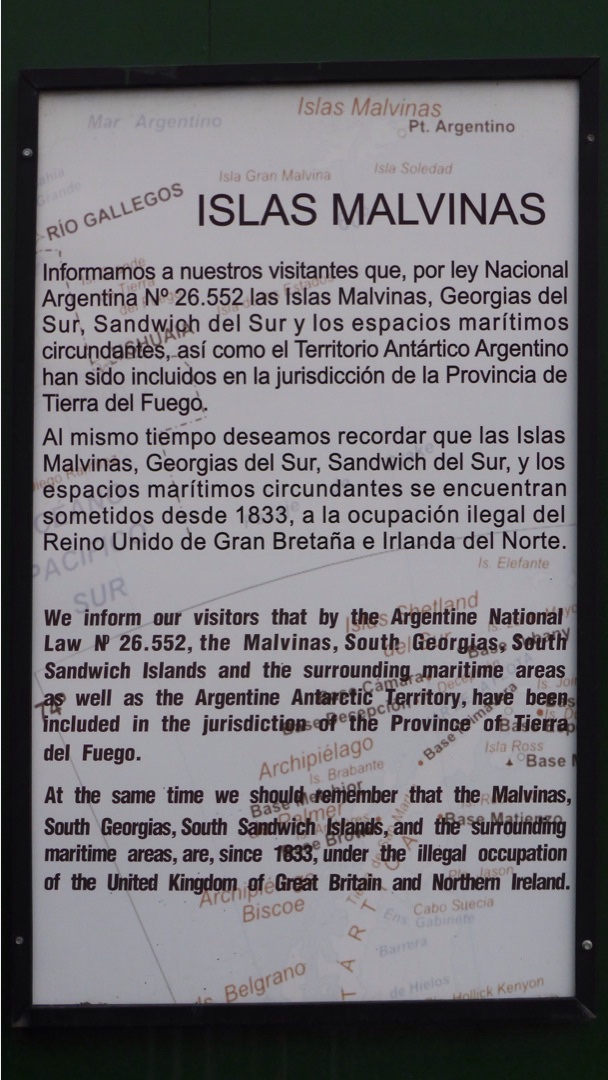 Mar Argentino
Islas Malvinas
Pt. Argentino
Isla Gran Malvina
Isla Soledad
RÍO GALLEGOS
ISLAS MALVINAS
Informamos a nuestros visitantes que, por ley Nacional
Argentina Nº 26.552 las Islas Malvinas, Georgias del
Sur, Sandwich del Sur y los espacios marítimos
circundantes, así como el Territorio Antártico Argentino
han sido incluidos en la jurisdicción de la Provincia de
Tierra del Fuego.
Al mismo tiempo deseamos recordar que las Islas
Malvinas, Georgias del Sur, Sandwich del Sur, y los
espacios marítimos circundantes se encuentran
sometidos desde 1833, a la ocupación ilegal del
Reino Unido de Gran Bretaña e Irlanda del Norte.
Is. Elefante
SUR
We inform our visitors that by the Argentine National
Law Nº 26.552, the Malvinas, South Georgias, South
Sandwich Islands and the surrounding maritime areas
as well as the Argentine Antarctic Territory, have been
included in the jurisdiction of the Province of Tierra
del Fuego.
Isla Ross
Archipiélago
Is. Brabante
At the same time we should remember that the Malvinas,
South Georgias, South Sandwich Islands, and the surrounding
maritime areas, are, since 1833, under the illegal occupation
of the United Kingdom of Great Britain and Northern Ireland.
Biscoe
Cabo Suecia
Barrera
de Hielos
Belgrano
Hollick Kenyon